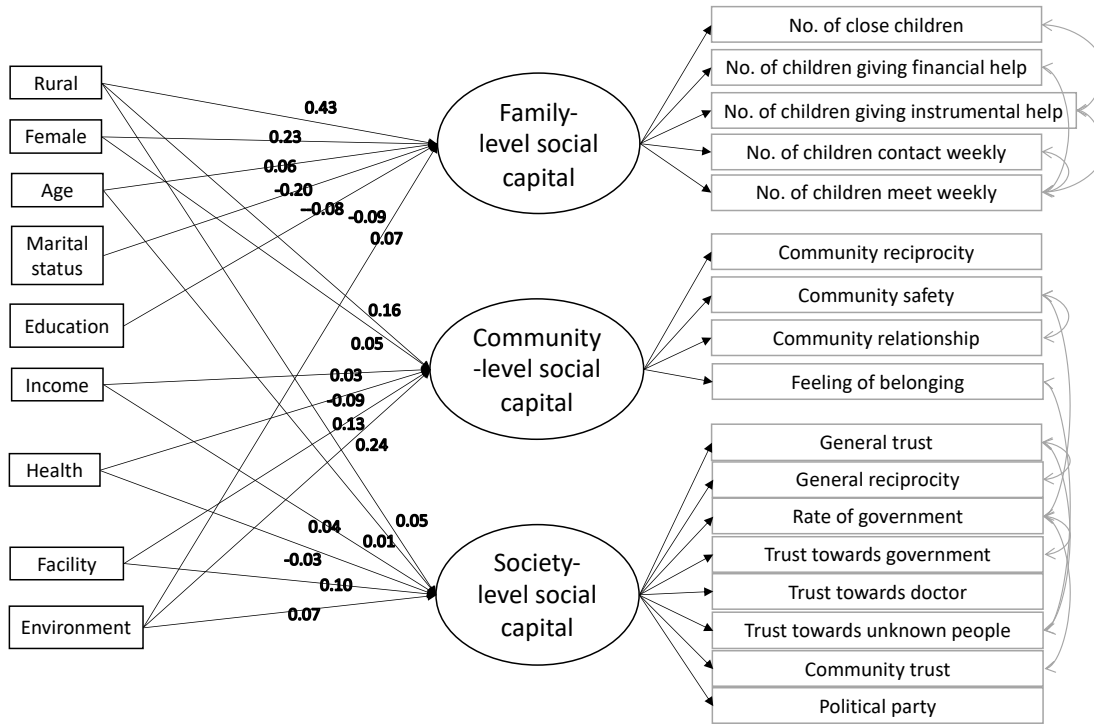 Rural
Female
Age
Marital
status
Education
Income
Health
Facility
Environment
0.43
0.23
0.06
-0.20
--0.08
-0.09
0.07
0.16
0.05
0.03
-0.09
0.13
0.24
0.05
0.04
0.01
-0.03
0.10
0.07
Family-
level social
capital
Community
-level social
capital
Society-
level social
capital
No. of close children
No. of children giving financial help
No. of children giving instrumental help
No. of children contact weekly
No. of children meet weekly
Community reciprocity
Community safety
Community relationship
Feeling of belonging
General trust
General reciprocity
Rate of government
Trust towards government
Trust towards doctor
Trust towards unknown people
Community trust
Political party